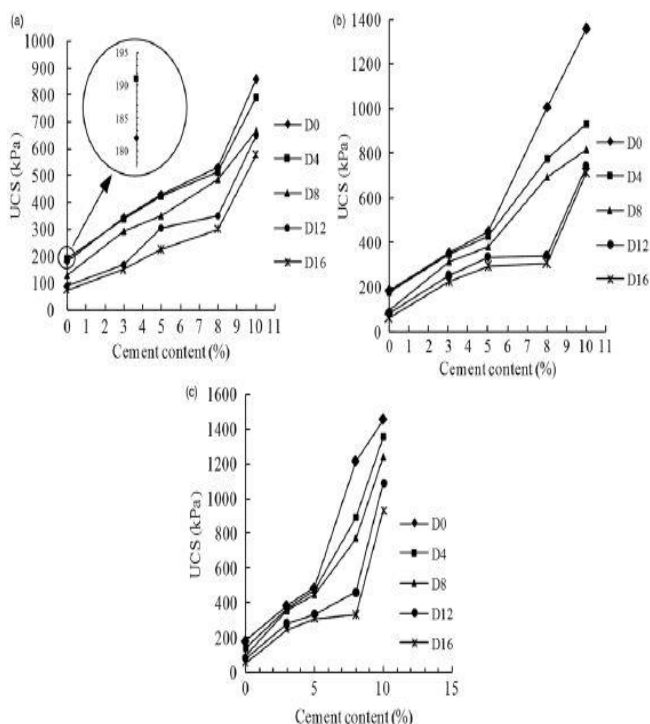 (a)
1000
900
800
700
600
500
400
300
200
100
0
UCS (kPa)
195
190
185
180
D0
D4
D8
D12
D16
0 1 2 3 4 5 6 7 8 9 10 11
Cement content (%)
(b)
1400
1200
1000
800
600
400
200
0
UCS (kPa)
D0
D4
D8
D12
D16
0 1 2 3 4 5 6 7 8 9 10 11
Cement content (%)
(c)
1600
1400
1200
1000
800
600
400
200
0
UCS (kPa)
D0
D4
D8
D12
D16
0 5 10 15
Cement content (%)